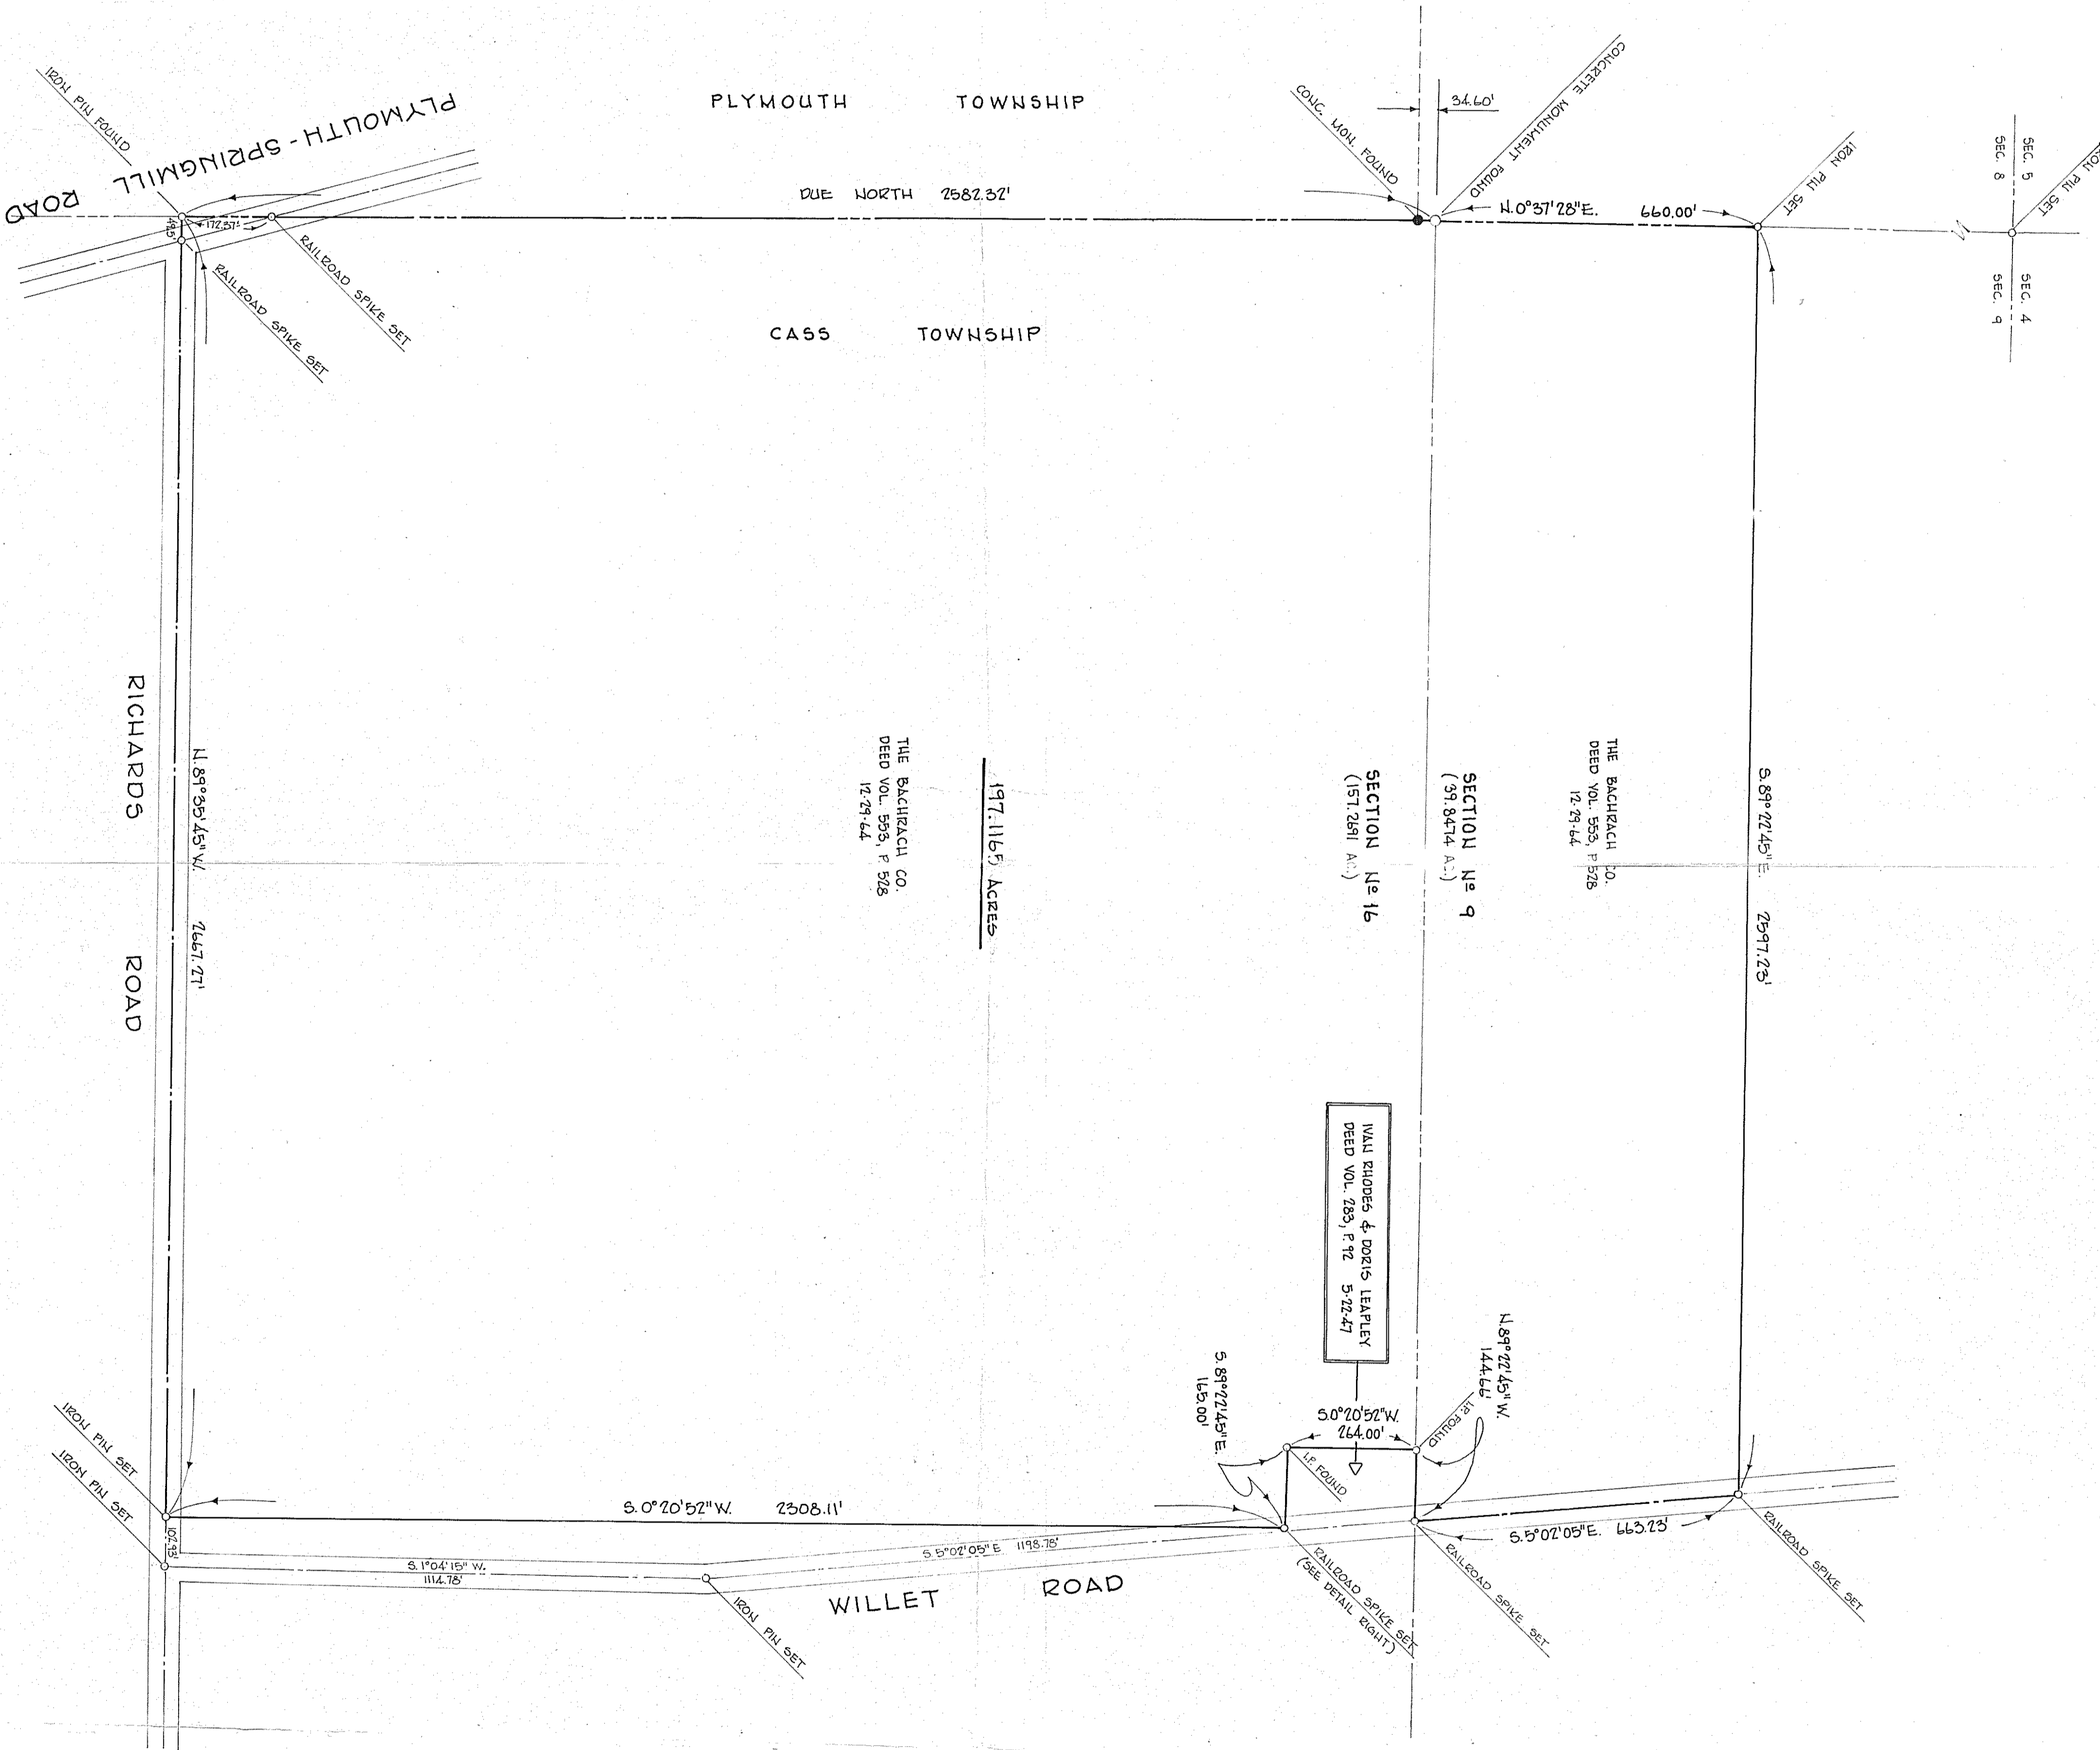 PLYMOUTH TOWNSHIP
IRON PIN FOUND
PLYMOUTH - SPRINGMILL ROAD
CONC. MON. FOUND
34.60'
CONCRETE MONUMENT FOUND
IRON PIN SET
SEC. 5
SEC. 8
IRON PIN SET
SEC. 4
SEC. 9
DUE NORTH 2582.32'
N. 0°37'28"E. 660.00'
172.37'
49.5'
RAILROAD SPIKE SET
RAILROAD SPIKE SET
CASS TOWNSHIP
RICHARDS ROAD
N. 89°35'45" W. 2667.27'
THE BACHRACH CO.
DEED VOL. 553, P. 528
12-29-64
197.1165 ACRES
SECTION Nº 16
(157.2691 AC.)
SECTION Nº 9
(39.8474 AC.)
THE BACHRACH CO.
DEED VOL. 553, P. 528
12-29-64
S. 89°22'45" E. 2597.23'
IVAN RHODES & DORIS LEAPLEY
DEED VOL. 283, P. 92 5-22-47
S. 89°22'45" E.
165.00'
S. 0°20'52" W.
264.00'
I.P. FOUND
I.P. FOUND
N. 89°22'45" W.
144.66'
IRON PIN SET
IRON PIN SET
102.93'
S. 0°20'52" W. 2308.11'
S. 1°04'15" W.
1114.78'
S. 5°02'05" E 1198.78'
S. 5°02'05" E. 663.23'
IRON PIN SET
WILLET ROAD
RAILROAD SPIKE SET
(SEE DETAIL RIGHT)
RAILROAD SPIKE SET
RAILROAD SPIKE SET